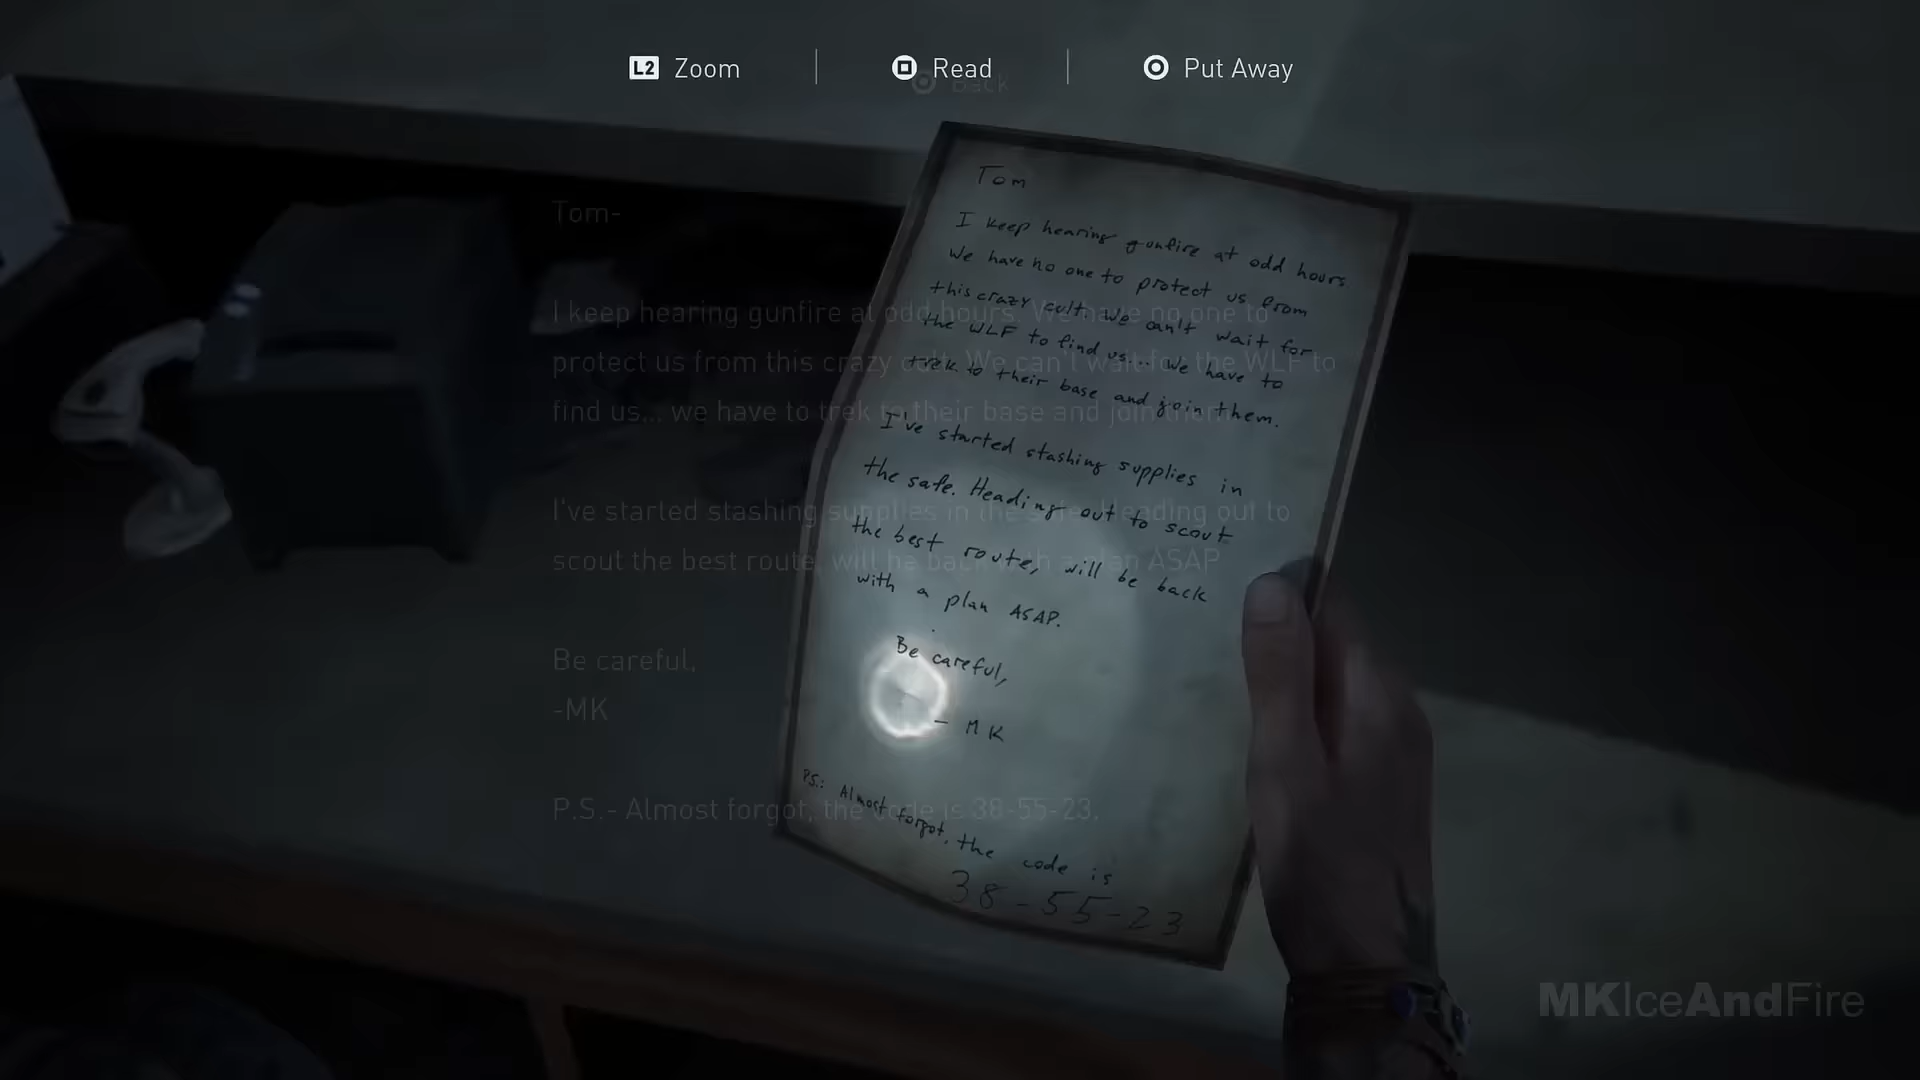 L2 Zoom
Read
Put Away
Back
Tom
I keep hearing gunfire at odd hours
We have no one to protect us from
this crazy cult. We can't wait for
the WLF to find us... We have to
trek to their base and join them.
I've started stashing supplies in
the safe. Heading out to scout
the best route, will be back
with a plan ASAP.
Be careful,
- MK
P.S.: Almost forgot, the code is
38-55-23
Tom-
I keep hearing gunfire at odd hours. We have no one to
protect us from this crazy cult. We can't wait for the WLF to
find us... we have to trek to their base and join them.
I've started stashing supplies in the safe. Heading out to
scout the best route, will be back with a plan ASAP
Be careful,
-MK
P.S.- Almost forgot, the code is 38-55-23.
MKIceAndFire